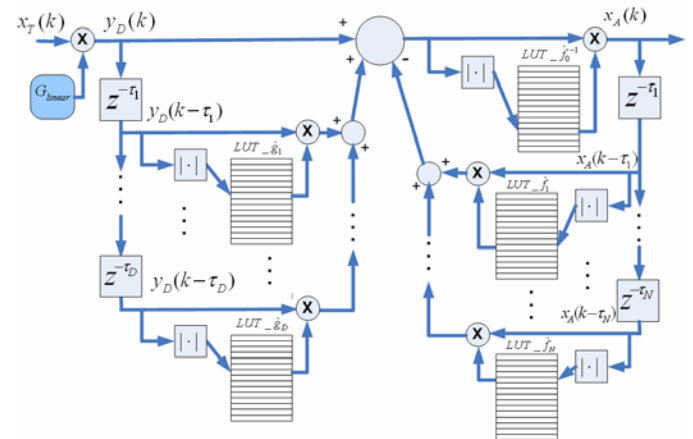 x_T(k)
y_D(k)
x_A(k)
X
+
+
+
-
X
G_linear
z^{-τ_1}
LUT_f̂_0^{-1}
|·|
z^{-τ_1}
y_D(k-τ_1)
X
+
+
LUT_ĝ_1
|·|
x_A(k-τ_1)
+
+
X
LUT_f̂_1
|·|
z^{-τ_D}
y_D(k-τ_D)
X
LUT_ĝ_D
|·|
z^{-τ_N}
x_A(k-τ_N)
X
LUT_f̂_N
|·|